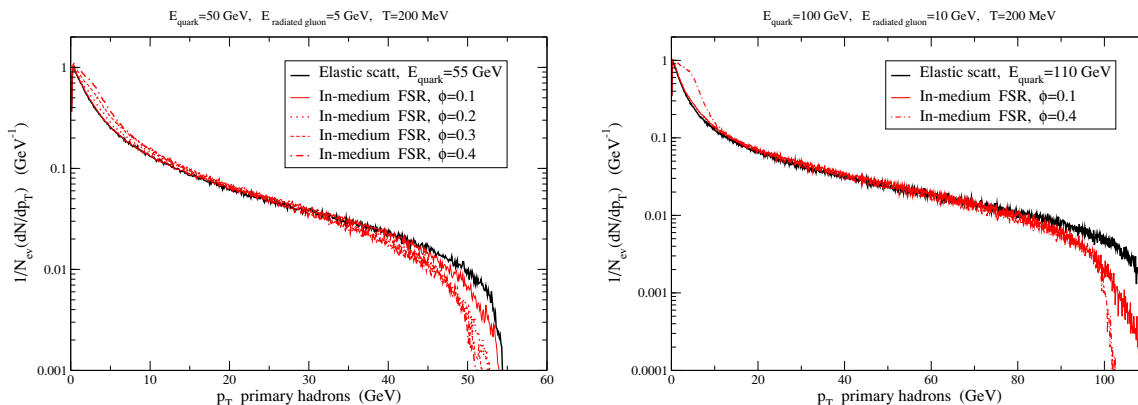 E_quark=50 GeV, E_radiated gluon=5 GeV, T=200 MeV
1/N_ev(dN/dp_T) (GeV^-1)
1
0.1
0.01
0.001
Elastic scatt, E_quark=55 GeV
In-medium FSR, ϕ=0.1
In-medium FSR, ϕ=0.2
In-medium FSR, ϕ=0.3
In-medium FSR, ϕ=0.4
0 10 20 30 40 50 60
p_T primary hadrons (GeV)
E_quark=100 GeV, E_radiated gluon=10 GeV, T=200 MeV
1/N_ev(dN/dp_T) (GeV^-1)
1
0.1
0.01
0.001
0.0001
Elastic scatt, E_quark=110 GeV
In-medium FSR, ϕ=0.1
In-medium FSR, ϕ=0.4
0 20 40 60 80 100
p_T primary hadrons (GeV)